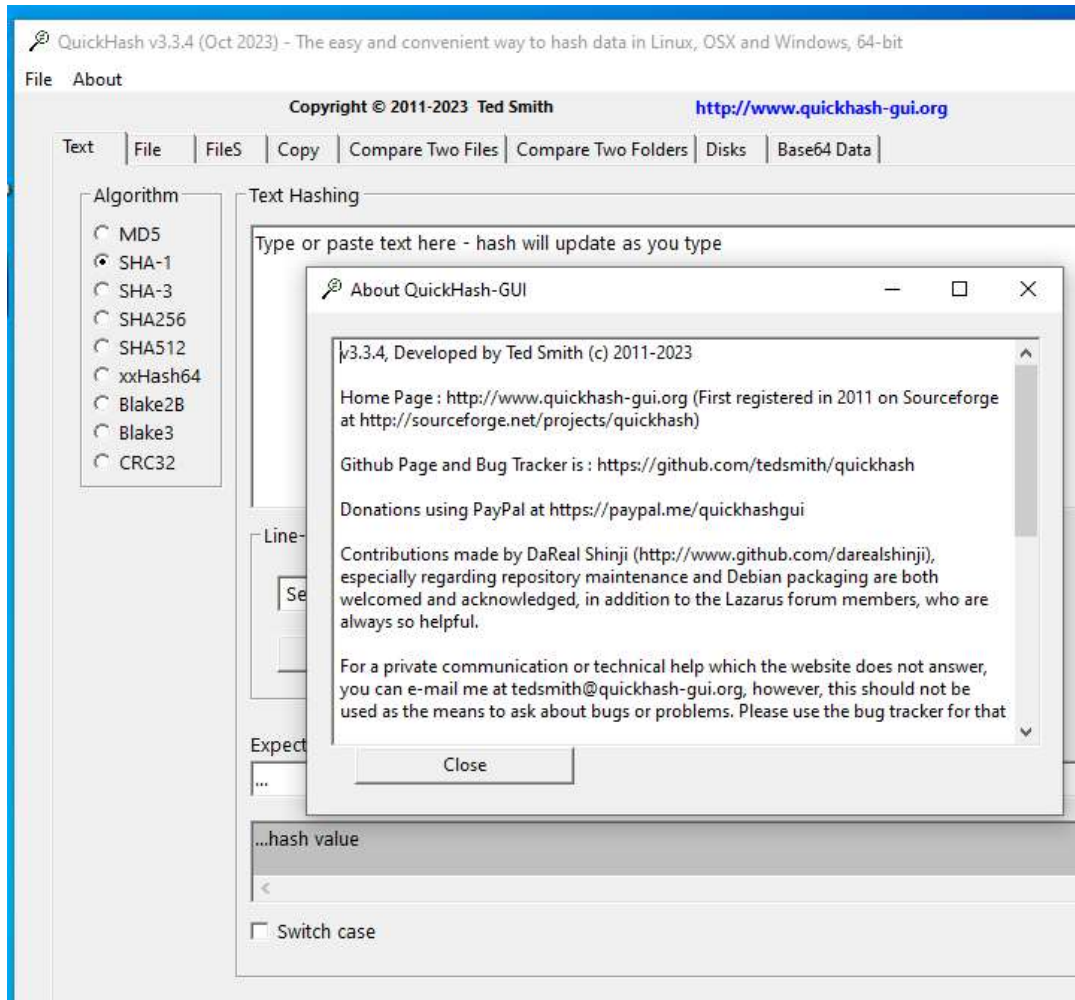 QuickHash v3.3.4 (Oct 2023) - The easy and convenient way to hash data in Linux, OSX and Windows, 64-bit
File About
Copyright © 2011-2023 Ted Smith http://www.quickhash-gui.org
Text File FileS Copy Compare Two Files Compare Two Folders Disks Base64 Data
Algorithm
MD5
SHA-1
SHA-3
SHA256
SHA512
xxHash64
Blake2B
Blake3
CRC32
Text Hashing
Type or paste text here - hash will update as you type
About QuickHash-GUI
v3.3.4, Developed by Ted Smith (c) 2011-2023
Home Page : http://www.quickhash-gui.org (First registered in 2011 on Sourceforge
at http://sourceforge.net/projects/quickhash)
Github Page and Bug Tracker is : https://github.com/tedsmith/quickhash
Donations using PayPal at https://paypal.me/quickhashgui
Contributions made by DaReal Shinji (http://www.github.com/darealshinji),
especially regarding repository maintenance and Debian packaging are both
welcomed and acknowledged, in addition to the Lazarus forum members, who are
always so helpful.
For a private communication or technical help which the website does not answer,
you can e-mail me at tedsmith@quickhash-gui.org, however, this should not be
used as the means to ask about bugs or problems. Please use the bug tracker for that
Close
Line-
Se
Expect
...
...hash value
Switch case